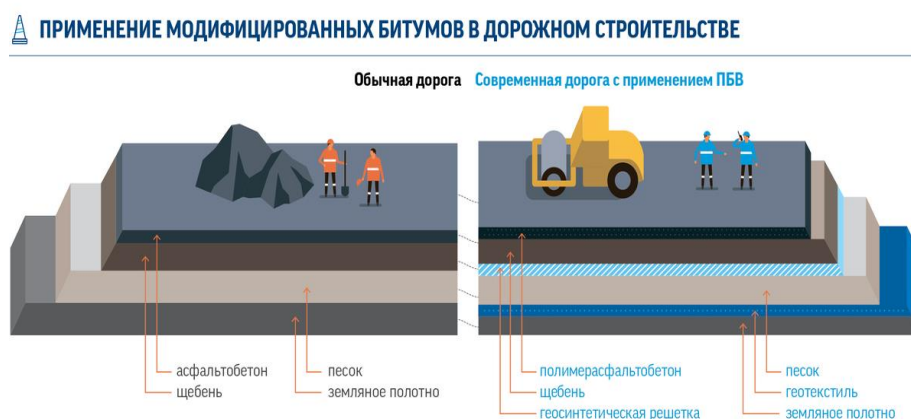 ПРИМЕНЕНИЕ МОДИФИЦИРОВАННЫХ БИТУМОВ В ДОРОЖНОМ СТРОИТЕЛЬСТВЕ
Обычная дорога
Современная дорога с применением ПБВ
асфальтобетон
щебень
песок
земляное полотно
полимерасфальтобетон
щебень
геосинтетическая решетка
песок
геотекстиль
земляное полотно